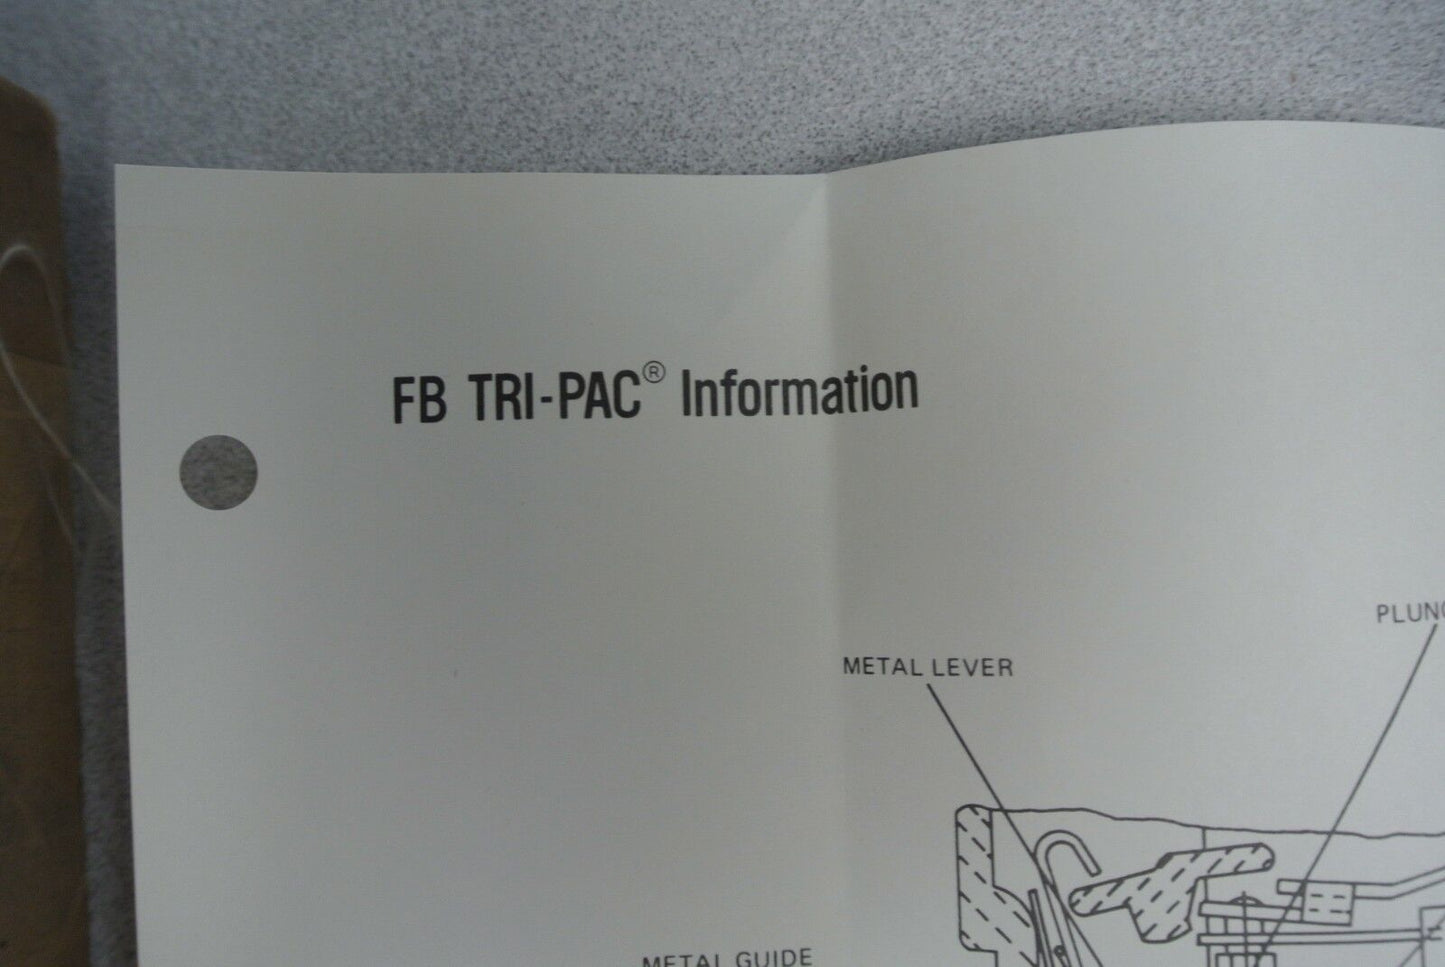 FB TRI-PAC® Information
METAL LEVER
METAL GUIDE